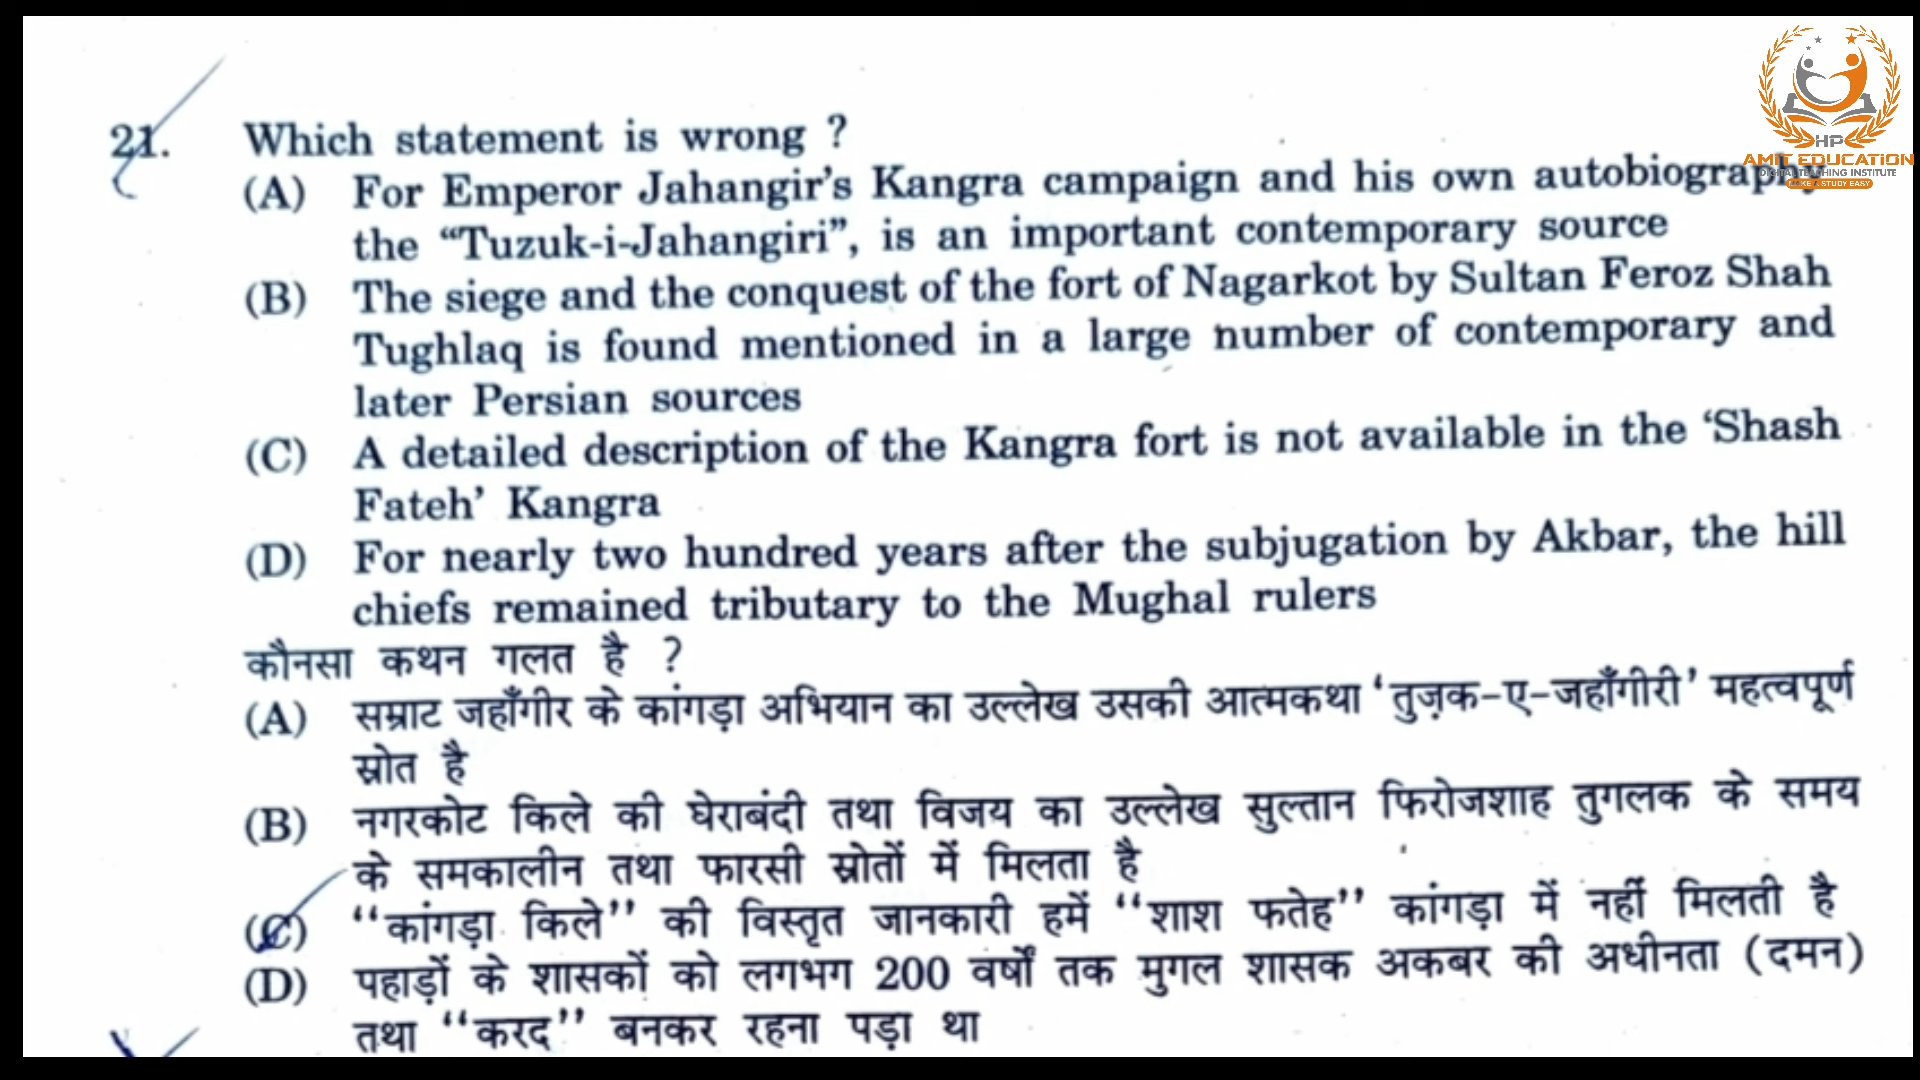 HP
AMIT EDUCATION
DIGITAL TEACHING INSTITUTE
21. Which statement is wrong ?
(A) For Emperor Jahangir's Kangra campaign and his own autobiography
the “Tuzuk-i-Jahangiri”, is an important contemporary source
(B) The siege and the conquest of the fort of Nagarkot by Sultan Feroz Shah
Tughlaq is found mentioned in a large number of contemporary and
later Persian sources
(C) A detailed description of the Kangra fort is not available in the ‘Shash
Fateh’ Kangra
(D) For nearly two hundred years after the subjugation by Akbar, the hill
chiefs remained tributary to the Mughal rulers
कौनसा कथन गलत है ?
(A) सम्राट जहाँगीर के कांगड़ा अभियान का उल्लेख उसकी आत्मकथा ‘तुज़क-ए-जहाँगीरी’ महत्वपूर्ण
स्रोत है
(B) नगरकोट किले की घेराबंदी तथा विजय का उल्लेख सुल्तान फिरोजशाह तुगलक के समय
के समकालीन तथा फारसी स्रोतों में मिलता है
(C) “कांगड़ा किले” की विस्तृत जानकारी हमें “शाश फतेह” कांगड़ा में नहीं मिलती है
(D) पहाड़ों के शासकों को लगभग 200 वर्षों तक मुगल शासक अकबर की अधीनता (दमन)
तथा “करद” बनकर रहना पड़ा था